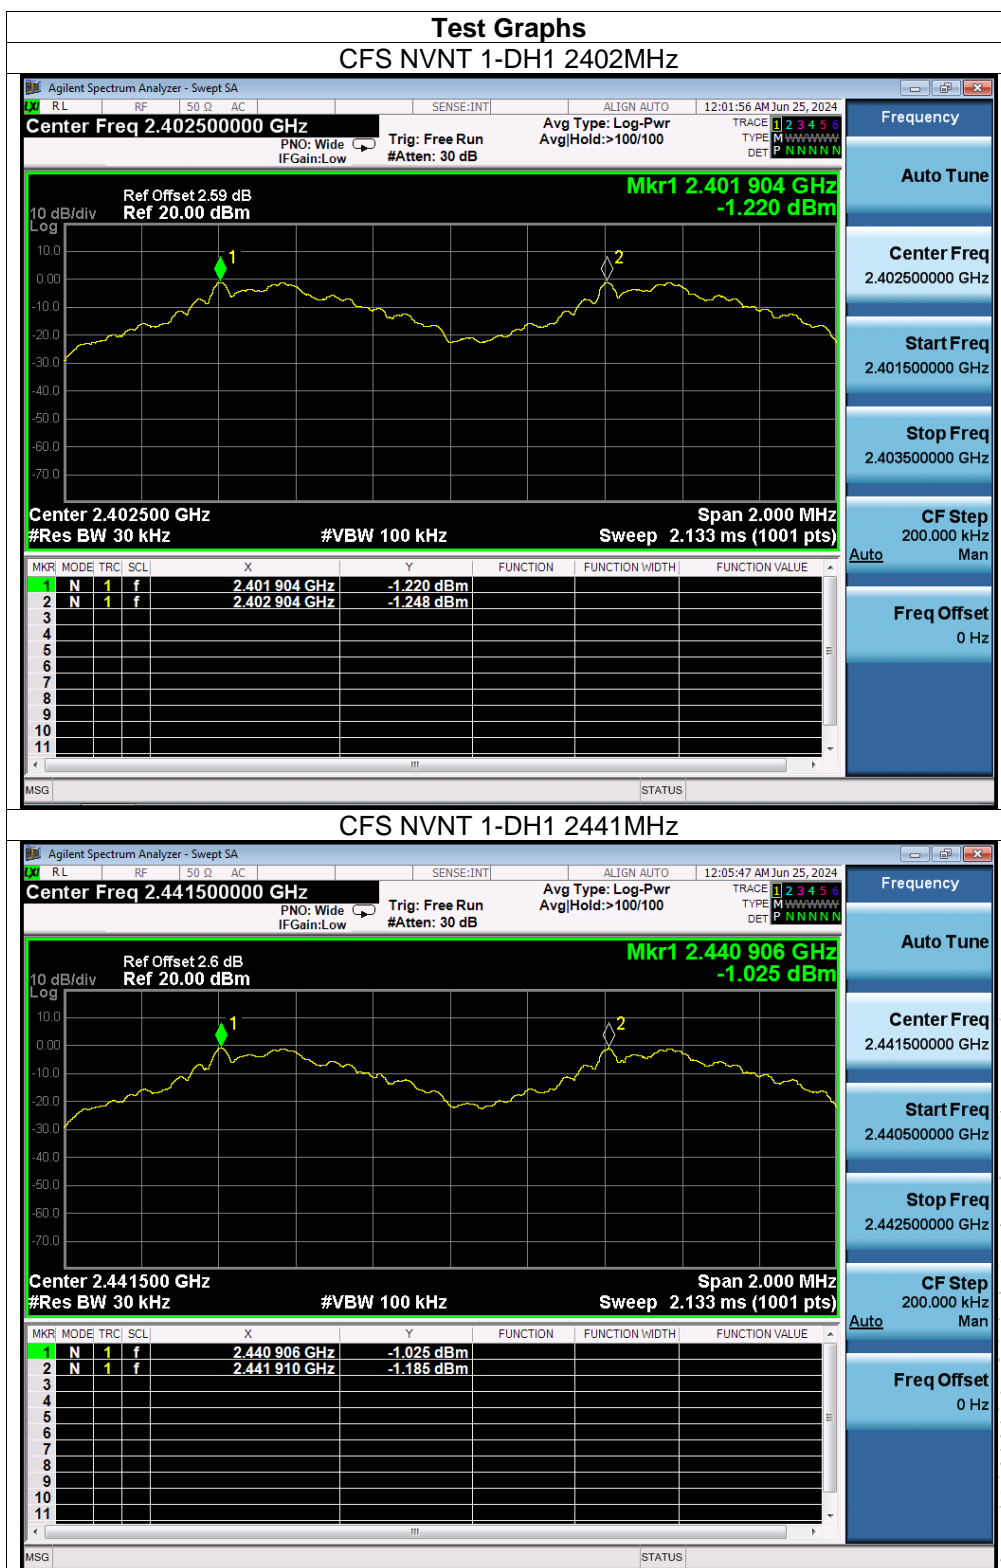 Test Graphs
CFS NVNT 1-DH1 2402MHz
Agilent Spectrum Analyzer - Swept SA
LXI RL RF 50 Ω AC SENSE:INT ALIGN AUTO 12:01:56 AM Jun 25, 2024
Center Freq 2.402500000 GHz Avg Type: Log-Pwr TRACE 1 2 3 4 5 6
PNO: Wide Trig: Free Run Avg|Hold:>100/100 TYPE M WWWWW
IFGain:Low #Atten: 30 dB DET P N N N N N
Frequency
Auto Tune
Mkr1 2.401 904 GHz
-1.220 dBm
Ref Offset 2.59 dB
10 dB/div Ref 20.00 dBm
Log
10.0
0.00
-10.0
-20.0
-30.0
-40.0
-50.0
-60.0
-70.0
1
2
Center 2.402500 GHz Span 2.000 MHz
#Res BW 30 kHz #VBW 100 kHz Sweep 2.133 ms (1001 pts)
Center Freq
2.402500000 GHz
Start Freq
2.401500000 GHz
Stop Freq
2.403500000 GHz
CF Step
200.000 kHz
Auto Man
Freq Offset
0 Hz
MKR MODE TRC SCL X Y FUNCTION FUNCTION WIDTH FUNCTION VALUE
1 N 1 f 2.401 904 GHz -1.220 dBm
2 N 1 f 2.402 904 GHz -1.248 dBm
3
4
5
6
7
8
9
10
11
MSG STATUS
CFS NVNT 1-DH1 2441MHz
Agilent Spectrum Analyzer - Swept SA
LXI RL RF 50 Ω AC SENSE:INT ALIGN AUTO 12:05:47 AM Jun 25, 2024
Center Freq 2.441500000 GHz Avg Type: Log-Pwr TRACE 1 2 3 4 5 6
PNO: Wide Trig: Free Run Avg|Hold:>100/100 TYPE M WWWWW
IFGain:Low #Atten: 30 dB DET P N N N N N
Frequency
Auto Tune
Mkr1 2.440 906 GHz
-1.025 dBm
Ref Offset 2.6 dB
10 dB/div Ref 20.00 dBm
Log
10.0
0.00
-10.0
-20.0
-30.0
-40.0
-50.0
-60.0
-70.0
1
2
Center 2.441500 GHz Span 2.000 MHz
#Res BW 30 kHz #VBW 100 kHz Sweep 2.133 ms (1001 pts)
Center Freq
2.441500000 GHz
Start Freq
2.440500000 GHz
Stop Freq
2.442500000 GHz
CF Step
200.000 kHz
Auto Man
Freq Offset
0 Hz
MKR MODE TRC SCL X Y FUNCTION FUNCTION WIDTH FUNCTION VALUE
1 N 1 f 2.440 906 GHz -1.025 dBm
2 N 1 f 2.441 910 GHz -1.185 dBm
3
4
5
6
7
8
9
10
11
MSG STATUS